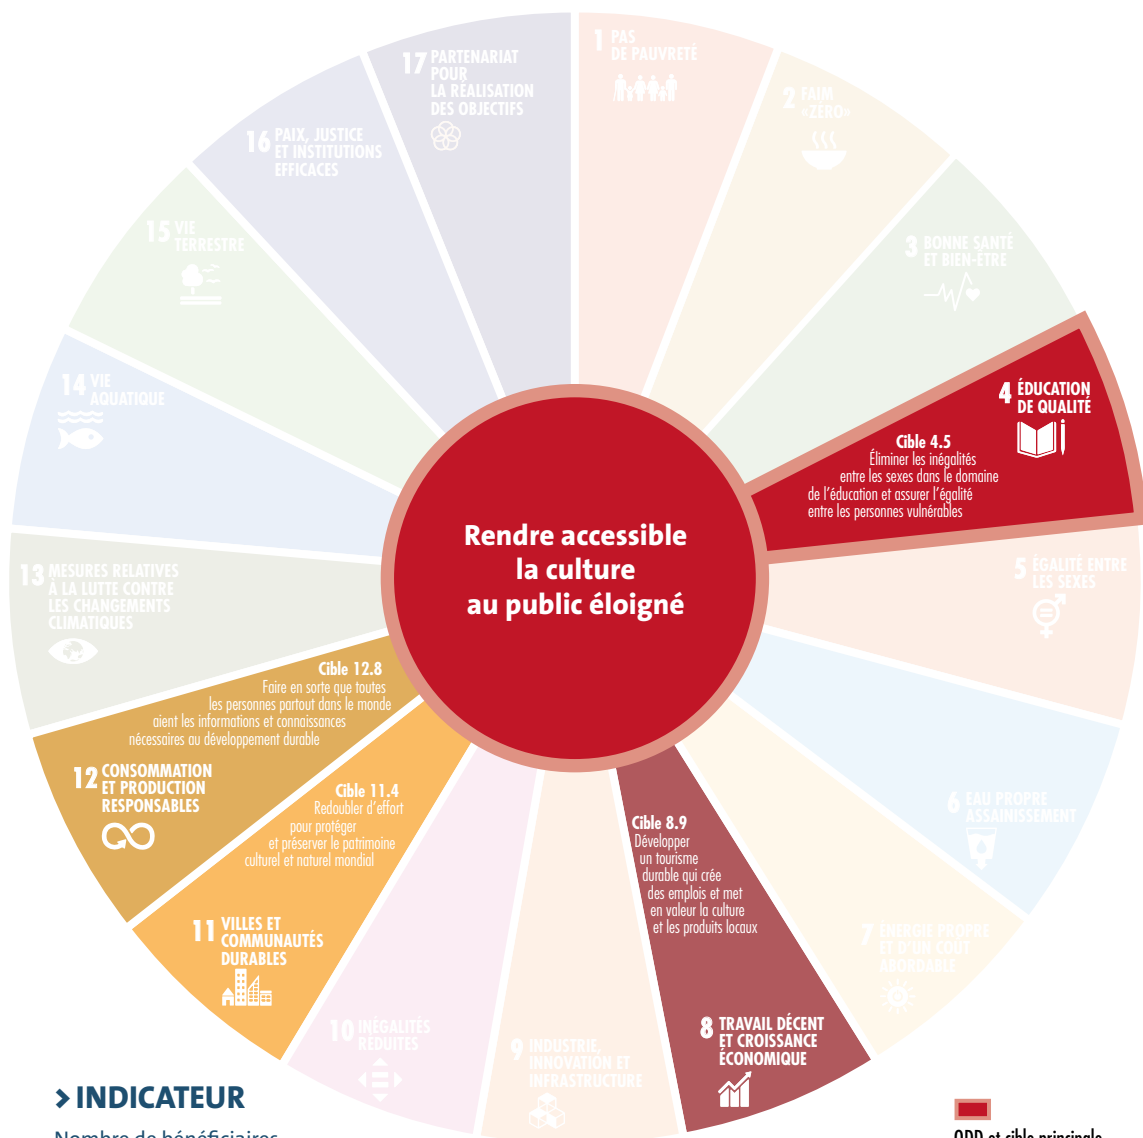 1 PAS
DE PAUVRETÉ
2 FAIM
«ZÉRO»
3 BONNE SANTÉ
ET BIEN-ÊTRE
4 ÉDUCATION
DE QUALITÉ
Cible 4.5
Éliminer les inégalités
entre les sexes dans le domaine
de l'éducation et assurer l'égalité
entre les personnes vulnérables
5 ÉGALITÉ ENTRE
LES SEXES
6 EAU PROPRE
ASSAINISSEMENT
7 ÉNERGIE PROPRE
ET D'UN COÛT
ABORDABLE
Cible 8.9
Développer
un tourisme
durable qui crée
des emplois et met
en valeur la culture
et les produits locaux
8 TRAVAIL DÉCENT
ET CROISSANCE
ÉCONOMIQUE
9 INDUSTRIE,
INNOVATION ET
INFRASTRUCTURE
10 INÉGALITÉS
RÉDUITES
Cible 11.4
Redoubler d'effort
pour protéger
et préserver le patrimoine
culturel et naturel mondial
11 VILLES ET
COMMUNAUTÉS
DURABLES
Cible 12.8
Faire en sorte que toutes
les personnes partout dans le monde
aient les informations et connaissances
nécessaires au développement durable
12 CONSOMMATION
ET PRODUCTION
RESPONSABLES
13 MESURES RELATIVES
À LA LUTTE CONTRE
LES CHANGEMENTS
CLIMATIQUES
14 VIE
AQUATIQUE
15 VIE
TERRESTRE
16 PAIX, JUSTICE
ET INSTITUTIONS
EFFICACES
17 PARTENARIAT
POUR
LA RÉALISATION
DES OBJECTIFS
Rendre accessible
la culture
au public éloigné
> INDICATEUR
Nombre de bénéficiaires
ODD et cible principale